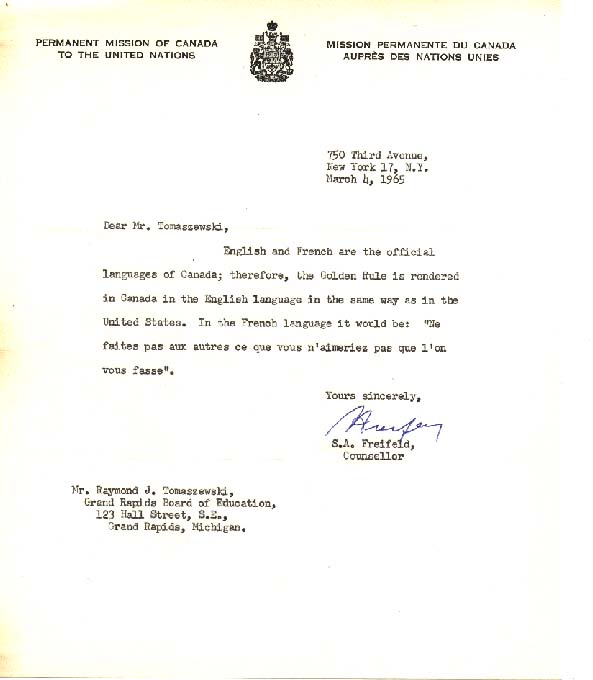 PERMANENT MISSION OF CANADA
TO THE UNITED NATIONS
MISSION PERMANENTE DU CANADA
AUPRÈS DES NATIONS UNIES
750 Third Avenue,
New York 17, N.Y.
March 4, 1965
Dear Mr. Tomaszewski,
English and French are the official
languages of Canada; therefore, the Golden Rule is rendered
in Canada in the English language in the same way as in the
United States. In the French language it would be: "Ne
faites pas aux autres ce que vous n'aimeriez pas que l'on
vous fasse".
Yours sincerely,
S.A. Freifeld,
Counsellor
Mr. Raymond J. Tomaszewski,
Grand Rapids Board of Education,
123 Hall Street, S.E.,
Grand Rapids, Michigan.